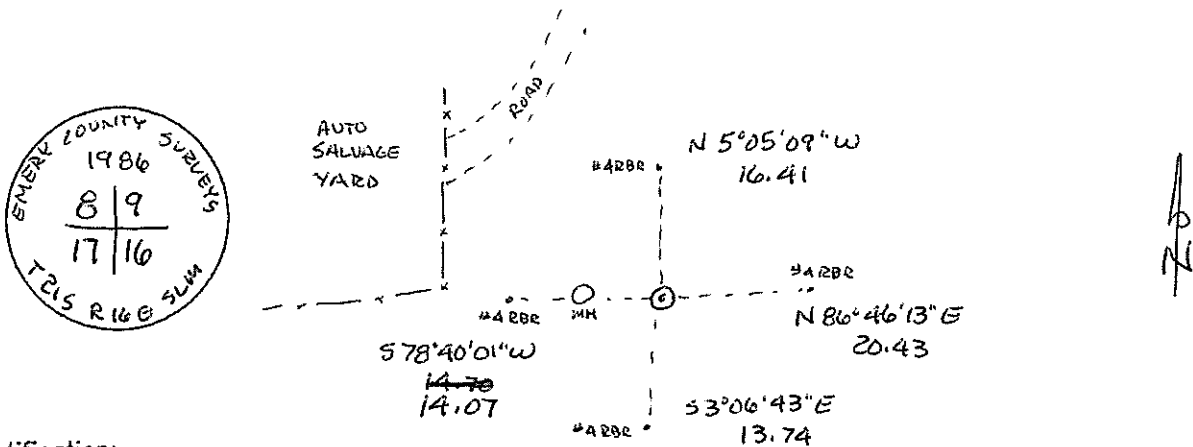 EMERY COUNTY SURVEYS
1986
8 9
17 16
T21S R16E SLM
AUTO
SALVAGE
YARD
ROAD
#4RBR
N 5°05'09"W
16.41
N
#4RBR
N 86°46'13"E
20.43
#4RBR
MH
S 78°40'01"W
14.70
14.07
#4RBR
S 3°06'43"E
13.74